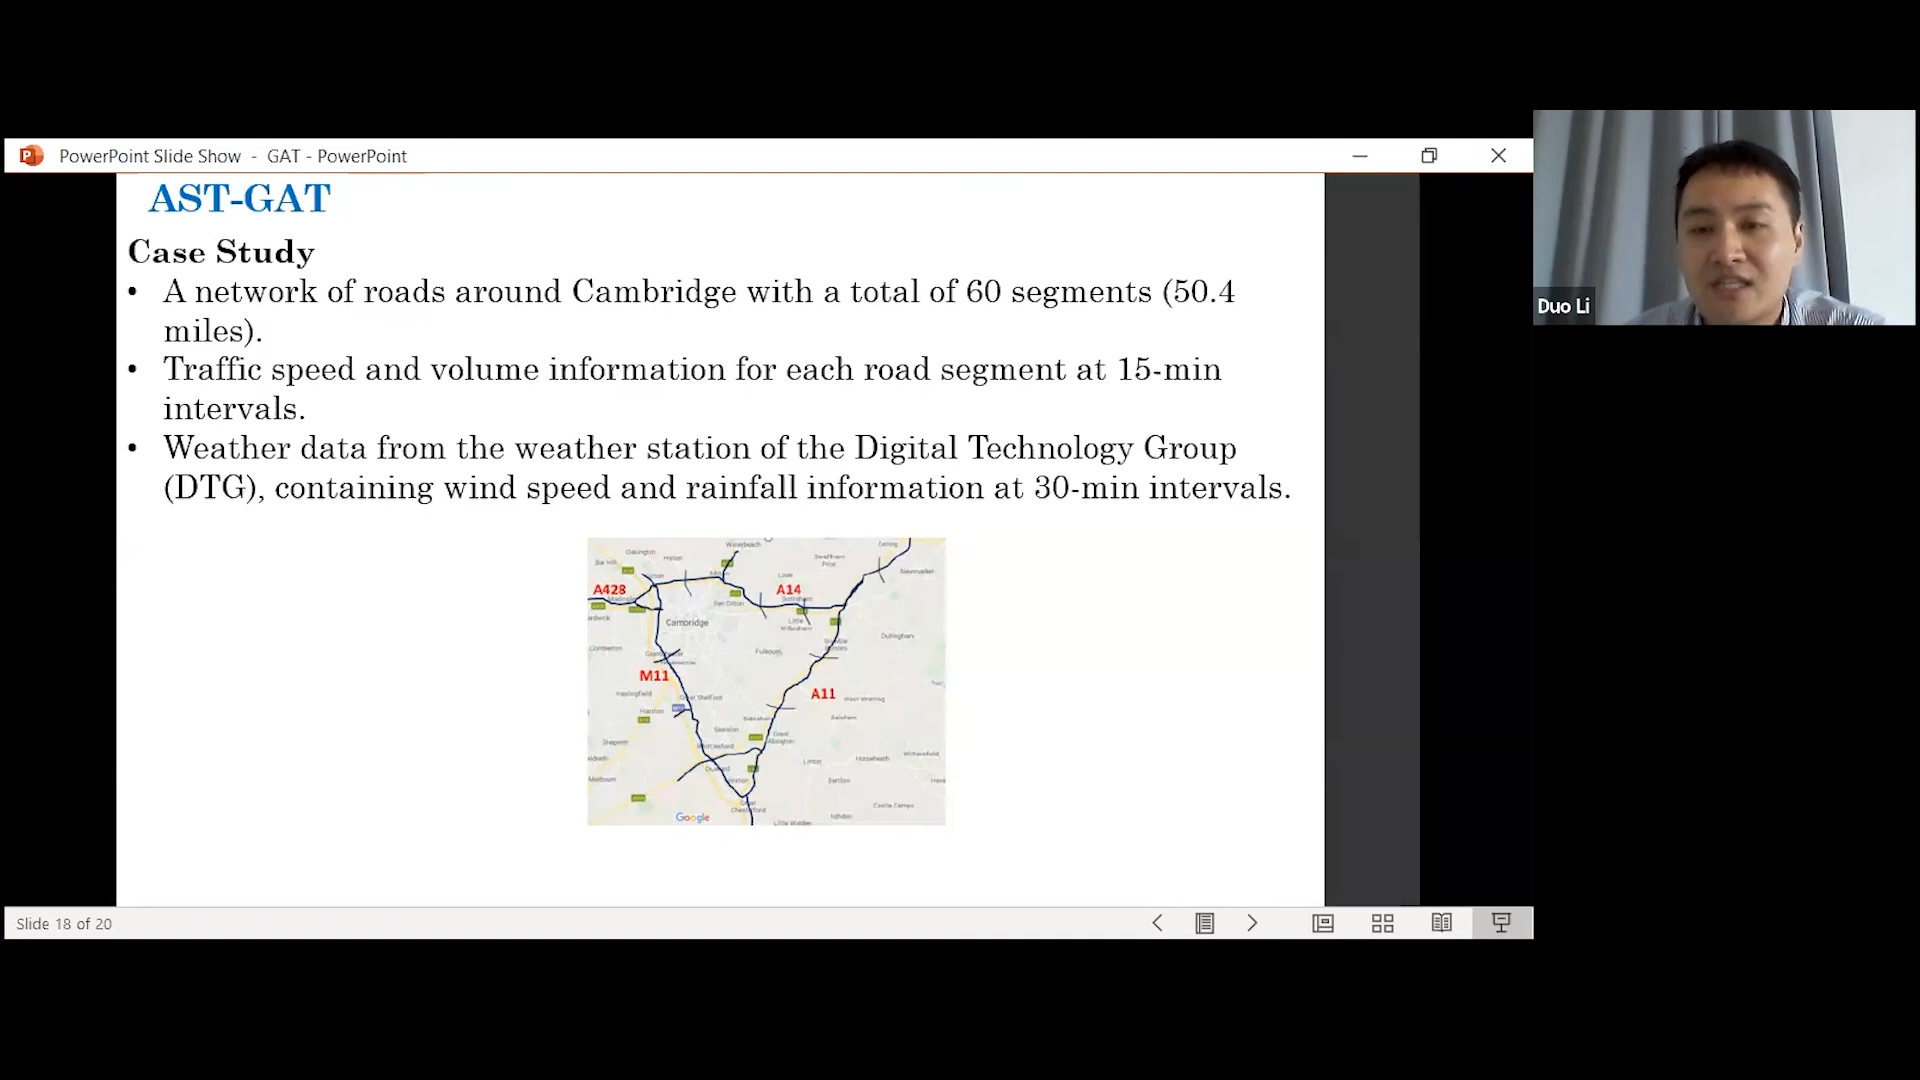 PowerPoint Slide Show - GAT - PowerPoint
AST-GAT
Case Study
• A network of roads around Cambridge with a total of 60 segments (50.4
miles).
• Traffic speed and volume information for each road segment at 15-min
intervals.
• Weather data from the weather station of the Digital Technology Group
(DTG), containing wind speed and rainfall information at 30-min intervals.
A428
A14
Cambridge
M11
A11
Google
Slide 18 of 20
Duo Li